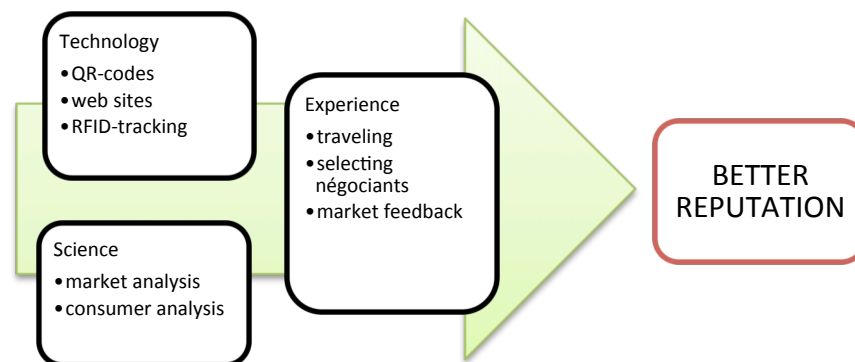 Technology
•QR-codes
•web sites
•RFID-tracking
Science
•market analysis
•consumer analysis
Experience
•traveling
•selecting
négociants
•market feedback
BETTER
REPUTATION